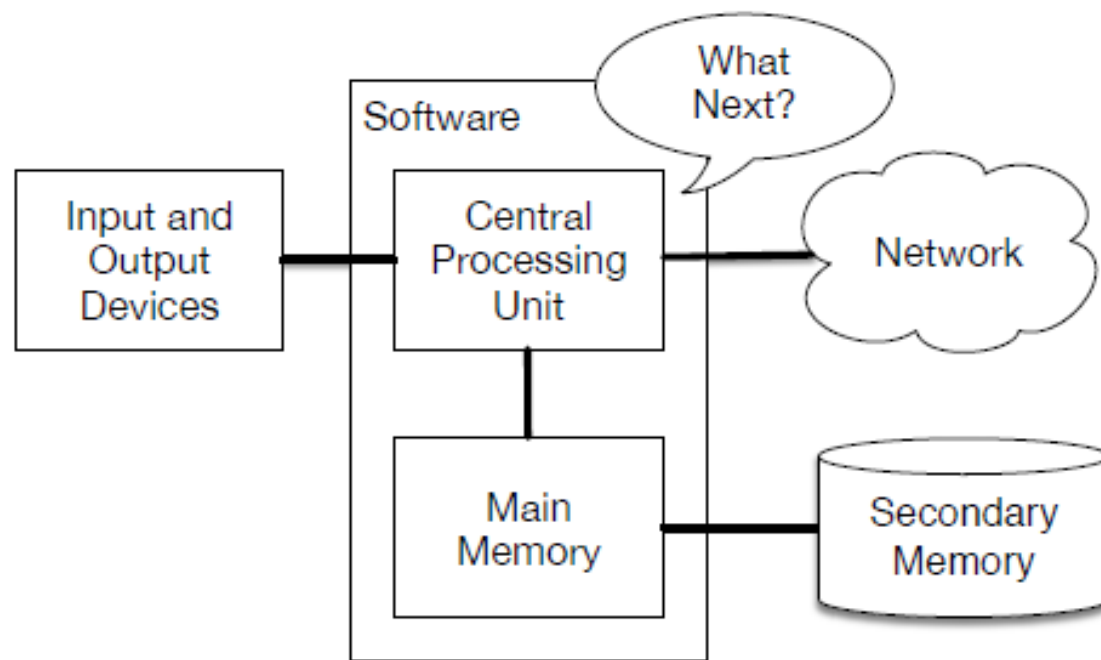 What
Next?
Software
Input and
Output
Devices
Central
Processing
Unit
Network
Main
Memory
Secondary
Memory